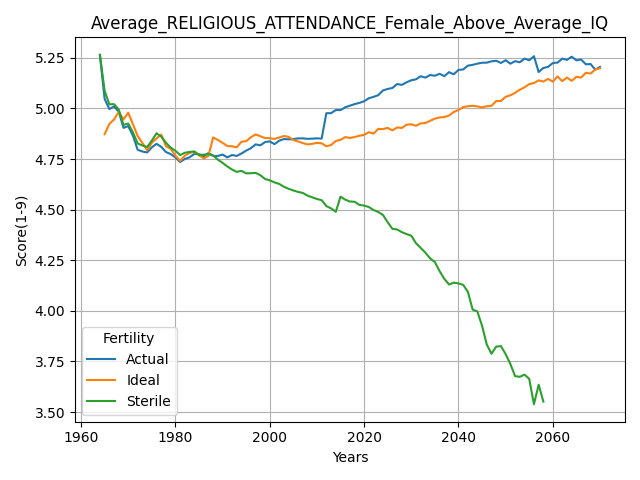 Average_RELIGIOUS_ATTENDANCE_Female_Above_Average_IQ
Score(1-9)
5.25
5.00
4.75
4.50
4.25
4.00
3.75
3.50
Fertility
Actual
Ideal
Sterile
1960 1980 2000 2020 2040 2060
Years